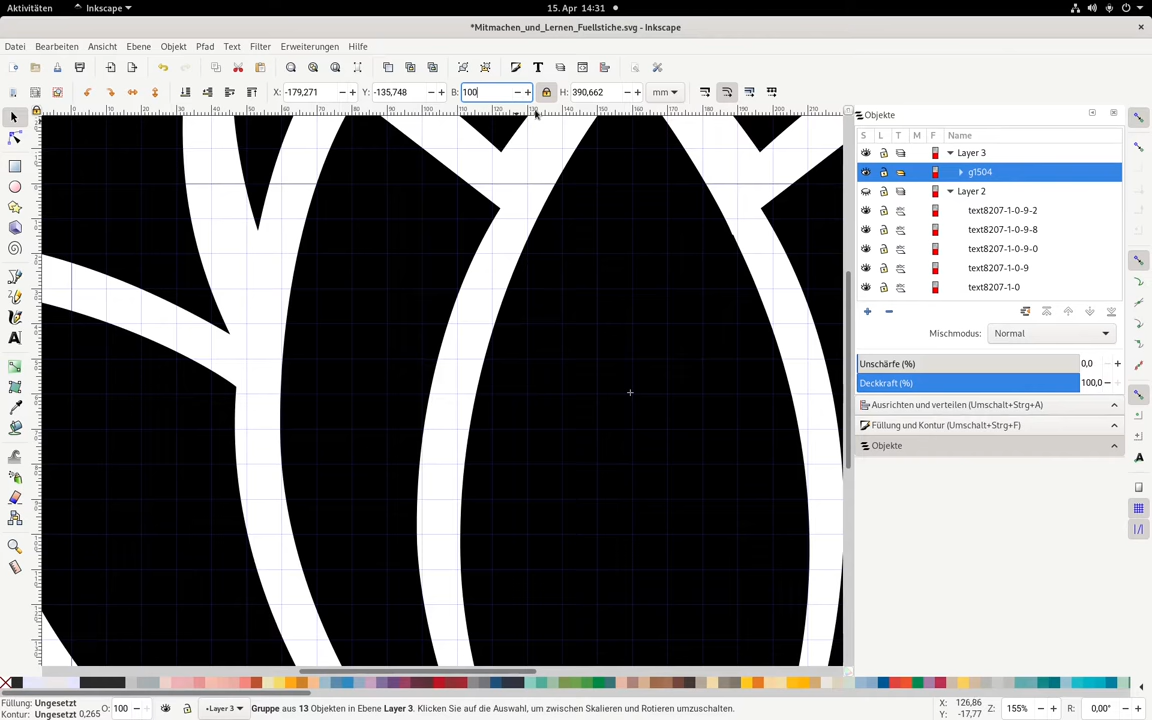 Aktivitäten
Inkscape
15. Apr 14:31
*Mitmachen_und_Lernen_Fuellstiche.svg - Inkscape
Datei Bearbeiten Ansicht Ebene Objekt Pfad Text Filter Erweiterungen Hilfe
X: -179,271 Y: -135,748 B: 100 H: 390,662 mm
Objekte
S L T M F Name
Layer 3
g1504
Layer 2
text8207-1-0-9-2
text8207-1-0-9-8
text8207-1-0-9-0
text8207-1-0-9
text8207-1-0
Mischmodus: Normal
Unschärfe (%) 0,0
Deckkraft (%) 100,0
Ausrichten und verteilen (Umschalt+Strg+A)
Füllung und Kontur (Umschalt+Strg+F)
Objekte
Füllung: Ungesetzt
Kontur: Ungesetzt 0,265
O: 100
•Layer 3
Gruppe aus 13 Objekten in Ebene Layer 3. Klicken Sie auf die Auswahl, um zwischen Skalieren und Rotieren umzuschalten.
X: 126,86
Y: -17,77
Z: 155%
R: 0,00°